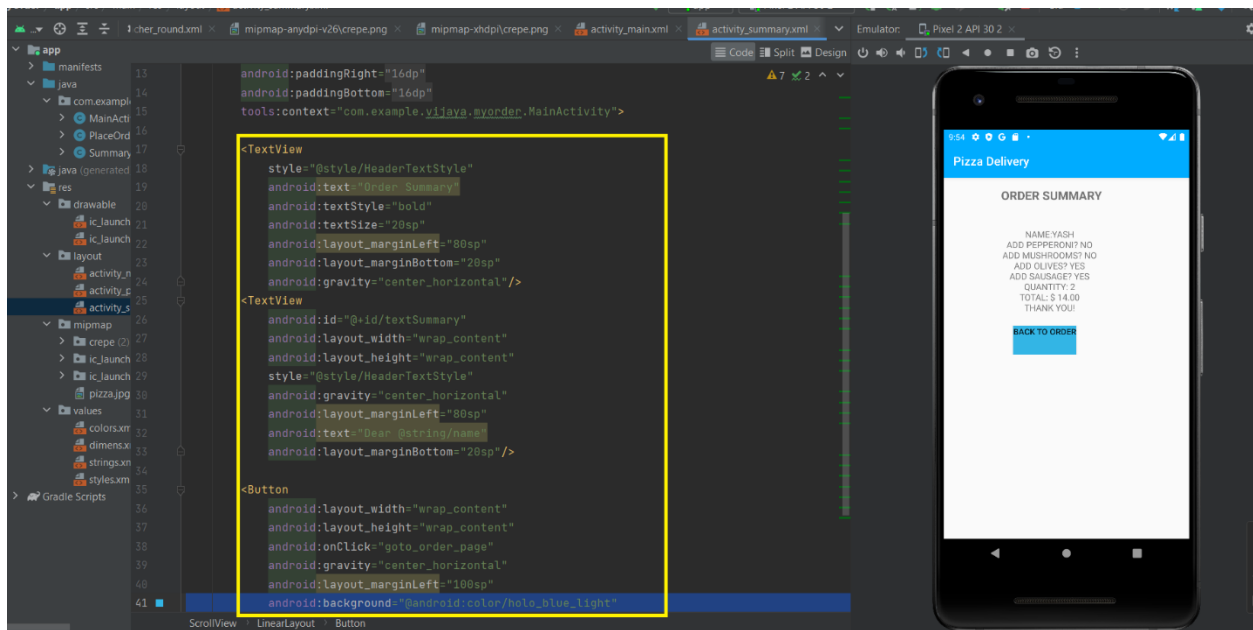 cher_round.xml
mipmap-anydpi-v26\crepe.png
mipmap-xhdpi\crepe.png
activity_main.xml
activity_summary.xml
Emulator:
Pixel 2 API 30 2
Code
Split
Design
app
manifests
java
com.exampl
MainActi
PlaceOrd
Summary
java (generated
res
drawable
ic_launch
ic_launch
layout
activity_n
activity_p
activity_s
mipmap
crepe (2)
ic_launch
ic_launch
pizza.jpg
values
colors.xm
dimens.x
strings.xn
styles.xm
Gradle Scripts
7
2
13 android:paddingRight="16dp"
14 android:paddingBottom="16dp"
15 tools:context="com.example.vijaya.myorder.MainActivity">
16
17 <TextView
18 style="@style/HeaderTextStyle"
19 android:text="Order Summary"
20 android:textStyle="bold"
21 android:textSize="20sp"
22 android:layout_marginLeft="80sp"
23 android:layout_marginBottom="20sp"
24 android:gravity="center_horizontal"/>
25 <TextView
26 android:id="@+id/textSummary"
27 android:layout_width="wrap_content"
28 android:layout_height="wrap_content"
29 style="@style/HeaderTextStyle"
30 android:gravity="center_horizontal"
31 android:layout_marginLeft="80sp"
32 android:text="Dear @string/name"
33 android:layout_marginBottom="20sp"/>
34
35 <Button
36 android:layout_width="wrap_content"
37 android:layout_height="wrap_content"
38 android:onClick="goto_order_page"
39 android:gravity="center_horizontal"
40 android:layout_marginLeft="100sp"
41 android:background="@android:color/holo_blue_light"
ScrollView › LinearLayout › Button
9:54
Pizza Delivery
ORDER SUMMARY
NAME:YASH
ADD PEPPERONI? NO
ADD MUSHROOMS? NO
ADD OLIVES? YES
ADD SAUSAGE? YES
QUANTITY: 2
TOTAL: $ 14.00
THANK YOU!
BACK TO ORDER